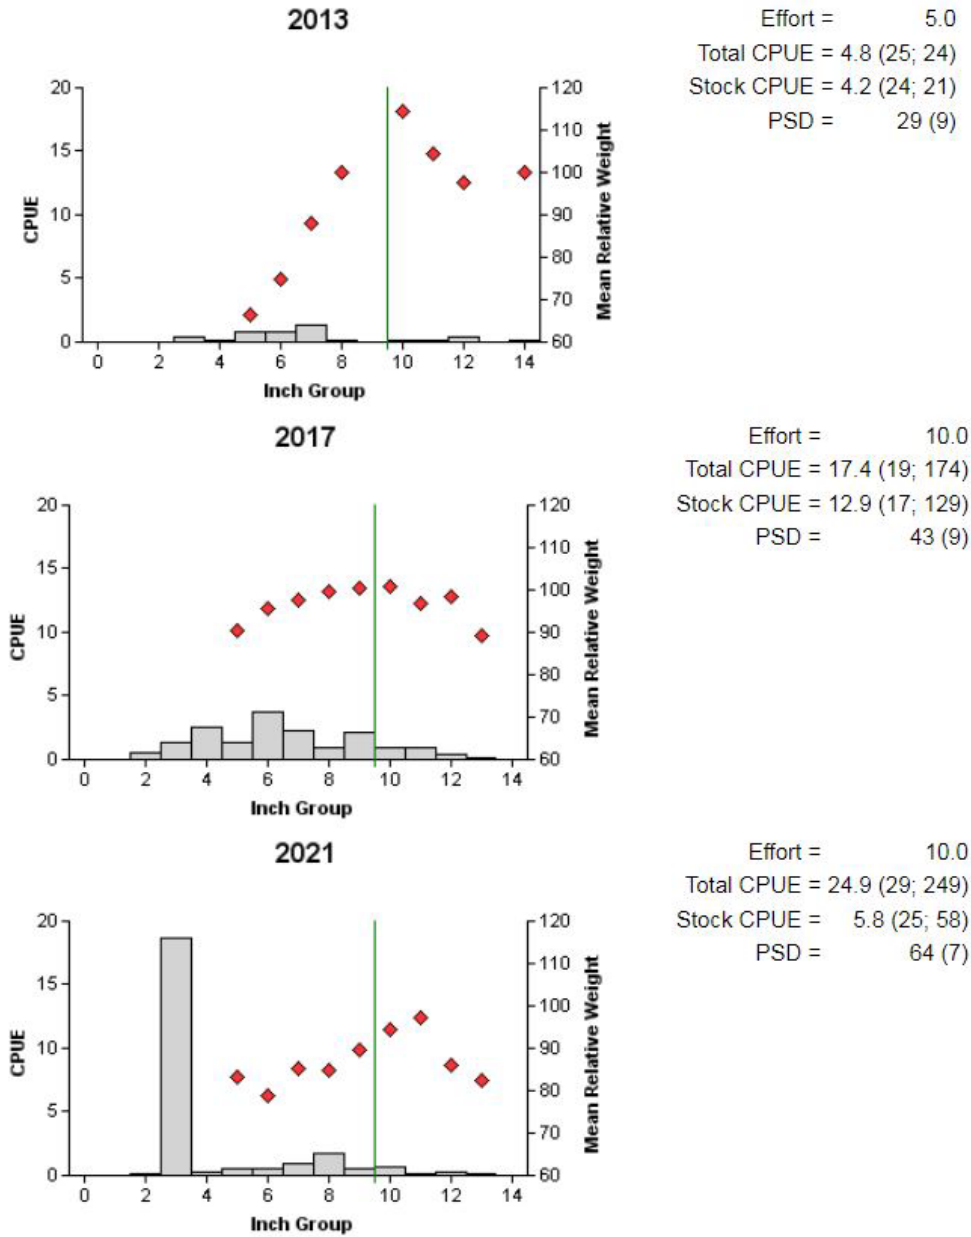 2013
Effort = 5.0
Total CPUE = 4.8 (25; 24)
Stock CPUE = 4.2 (24; 21)
PSD = 29 (9)
20 120
110
15
100
10 90
80
5
70
0 60
CPUE
Mean Relative Weight
0 2 4 6 8 10 12 14
Inch Group
2017
Effort = 10.0
Total CPUE = 17.4 (19; 174)
Stock CPUE = 12.9 (17; 129)
PSD = 43 (9)
20 120
110
15
100
10 90
80
5
70
0 60
CPUE
Mean Relative Weight
0 2 4 6 8 10 12 14
Inch Group
2021
Effort = 10.0
Total CPUE = 24.9 (29; 249)
Stock CPUE = 5.8 (25; 58)
PSD = 64 (7)
20 120
110
15
100
10 90
80
5
70
0 60
CPUE
Mean Relative Weight
0 2 4 6 8 10 12 14
Inch Group